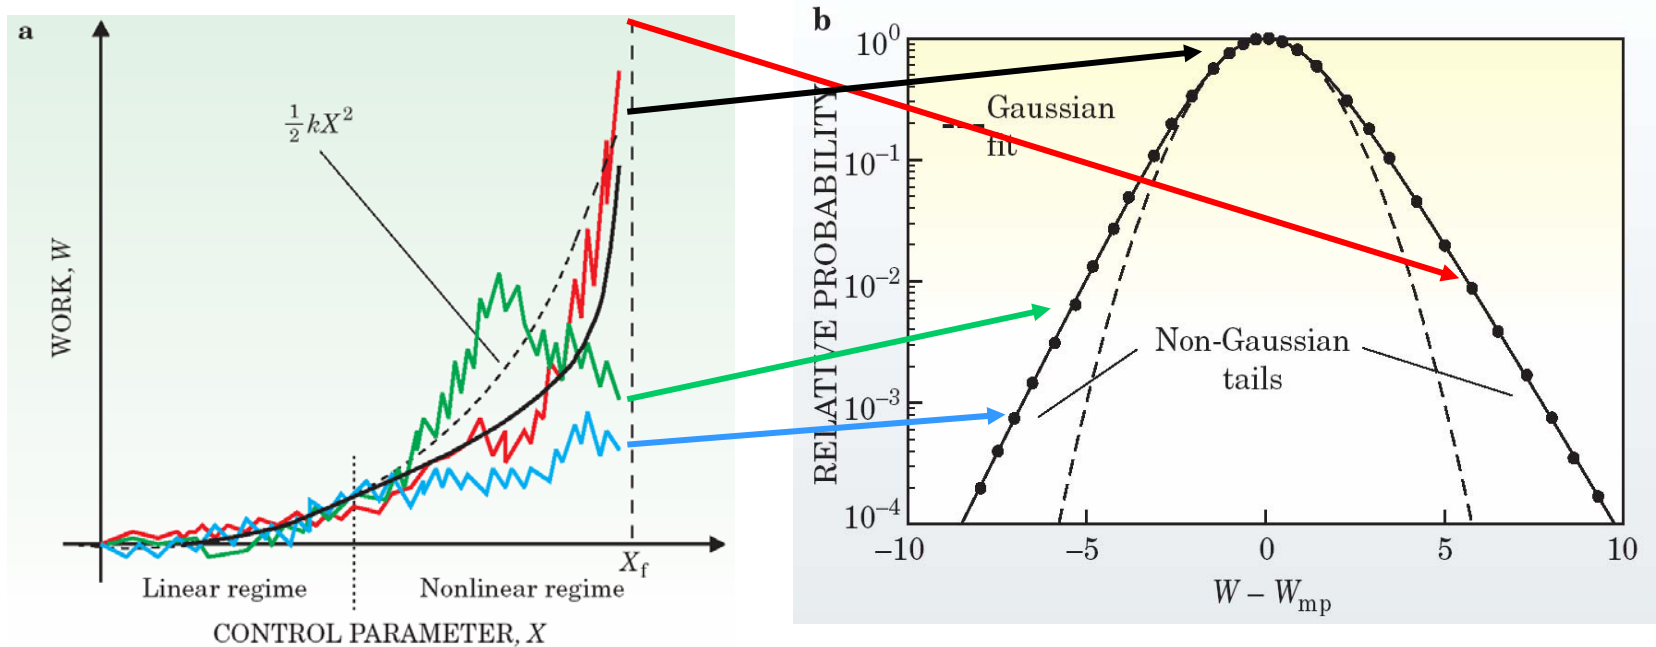 a
½kX²
WORK, W
X_f
Linear regime
Nonlinear regime
CONTROL PARAMETER, X
b
10⁰
10⁻¹
10⁻²
10⁻³
10⁻⁴
RELATIVE PROBABILITY
Gaussian
fit
Non-Gaussian
tails
–10
–5
0
5
10
W – W_mp